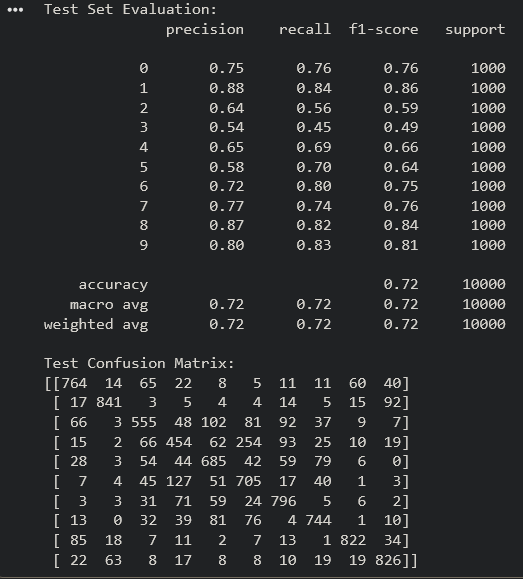 ••• Test Set Evaluation:
precision recall f1-score support
0 0.75 0.76 0.76 1000
1 0.88 0.84 0.86 1000
2 0.64 0.56 0.59 1000
3 0.54 0.45 0.49 1000
4 0.65 0.69 0.66 1000
5 0.58 0.70 0.64 1000
6 0.72 0.80 0.75 1000
7 0.77 0.74 0.76 1000
8 0.87 0.82 0.84 1000
9 0.80 0.83 0.81 1000
accuracy 0.72 10000
macro avg 0.72 0.72 0.72 10000
weighted avg 0.72 0.72 0.72 10000
Test Confusion Matrix:
[[764 14 65 22 8 5 11 11 60 40]
[ 17 841 3 5 4 4 14 5 15 92]
[ 66 3 555 48 102 81 92 37 9 7]
[ 15 2 66 454 62 254 93 25 10 19]
[ 28 3 54 44 685 42 59 79 6 0]
[ 7 4 45 127 51 705 17 40 1 3]
[ 3 3 31 71 59 24 796 5 6 2]
[ 13 0 32 39 81 76 4 744 1 10]
[ 85 18 7 11 2 7 13 1 822 34]
[ 22 63 8 17 8 8 10 19 19 826]]